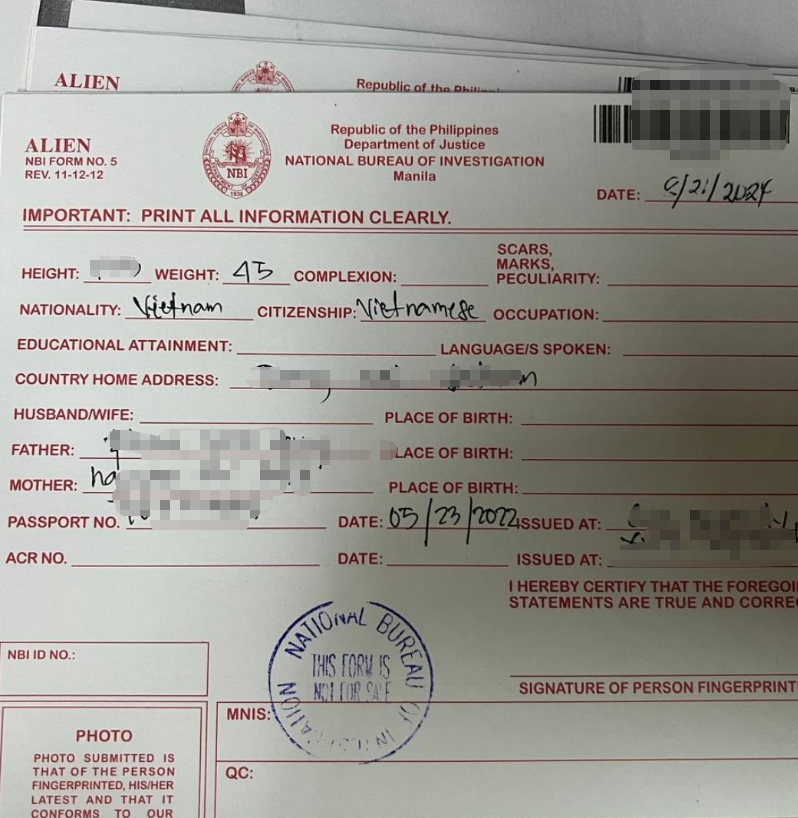 ALIEN
Republic of the Philippines
ALIEN
NBI FORM NO. 5
REV. 11-12-12
NBI
Republic of the Philippines
Department of Justice
NATIONAL BUREAU OF INVESTIGATION
Manila
DATE: /21/2024
IMPORTANT: PRINT ALL INFORMATION CLEARLY.
HEIGHT: WEIGHT: 45 COMPLEXION: SCARS, MARKS, PECULIARITY:
NATIONALITY: Vietnam CITIZENSHIP: Vietnamese OCCUPATION:
EDUCATIONAL ATTAINMENT: LANGUAGE/S SPOKEN:
COUNTRY HOME ADDRESS:
HUSBAND/WIFE: PLACE OF BIRTH:
FATHER: PLACE OF BIRTH:
MOTHER: PLACE OF BIRTH:
PASSPORT NO. DATE: 05/23/2022 ISSUED AT:
ACR NO. DATE: ISSUED AT:
I HEREBY CERTIFY THAT THE FOREGOI
STATEMENTS ARE TRUE AND CORREC
NBI ID NO.:
NATIONAL BUREAU OF INVESTIGATION
THIS FORM IS
NOT FOR SALE
SIGNATURE OF PERSON FINGERPRINT
MNIS:
PHOTO
PHOTO SUBMITTED IS
THAT OF THE PERSON
FINGERPRINTED, HIS/HER
LATEST AND THAT IT
CONFORMS TO OUR
QC: